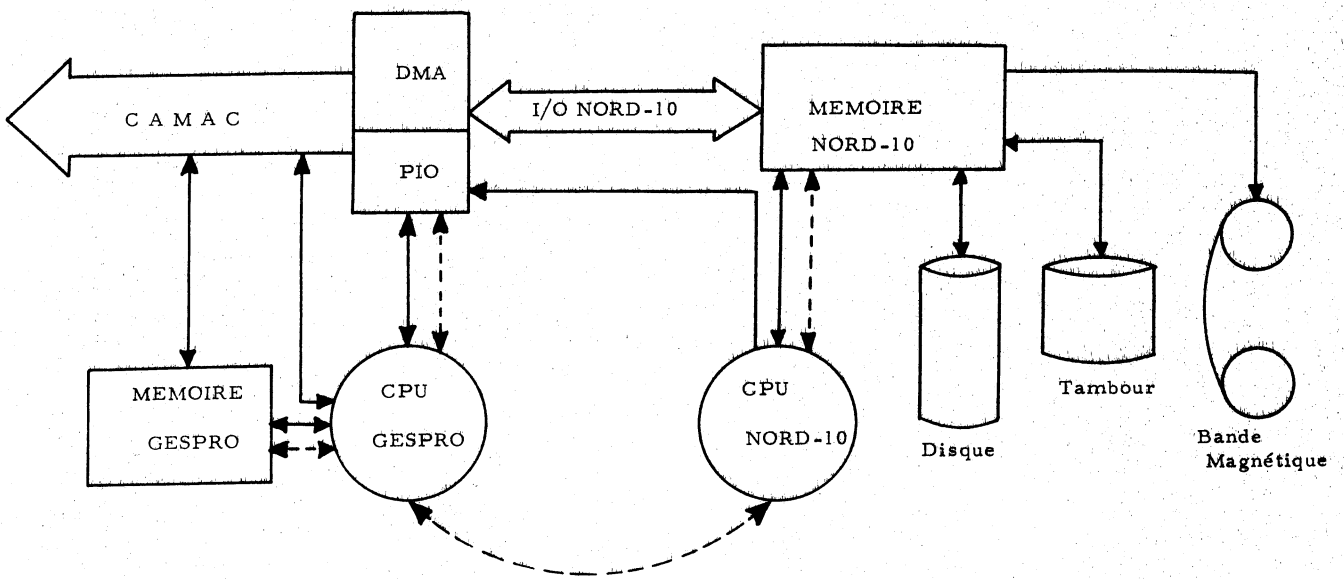 DMA
C A M A C
I/O NORD-10
MEMOIRE
NORD-10
PIO
MEMOIRE
GESPRO
CPU
GESPRO
CPU
NORD-10
Disque
Tambour
Bande
Magnétique